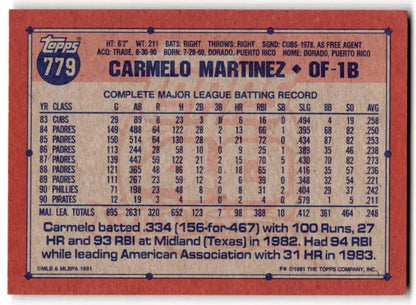 topps
779
HT: 6'2" WT: 211 BATS: RIGHT THROWS: RIGHT SGND: CUBS-1978, AS FREE AGENT
ACQ: TRADE, 8-30-90 BORN: 7-28-60, DORADO, PUERTO RICO HOME: DORADO, PUERTO RICO
CARMELO MARTINEZ ◆ OF-1B
COMPLETE MAJOR LEAGUE BATTING RECORD
YR CLASS G AB R H 2B 3B HR RBI SB SLG BB SO AVG
83 CUBS 29 89 8 23 3 0 6 16 0 .494 4 19 .258
84 PADRES 149 488 64 122 28 2 13 66 1 .395 68 82 .250
85 PADRES 150 514 64 130 28 1 21 72 0 .434 87 82 .253
86 PADRES 113 244 28 58 10 0 9 25 1 .389 35 46 .238
87 PADRES 139 447 59 122 21 2 15 70 5 .430 70 82 .273
88 PADRES 121 365 48 86 12 0 18 65 1 .416 35 57 .236
89 PADRES 111 267 23 59 12 2 6 39 0 .348 32 54 .221
90 PHILLIES 71 198 23 48 8 0 8 31 2 .404 29 37 .242
90 PIRATES 12 19 3 4 1 0 2 4 0 .579 1 5 .211
MAJ. LEA. TOTALS 895 2631 320 652 123 7 98 388 10 .412 361 464 .248
Carmelo batted .334 (156-for-467) with 100 Runs, 27
HR and 93 RBI at Midland (Texas) in 1982. Had 94 RBI
while leading American Association with 31 HR in 1983.
©MLB & MLBPA 1991
F* ©1991 THE TOPPS COMPANY, INC.